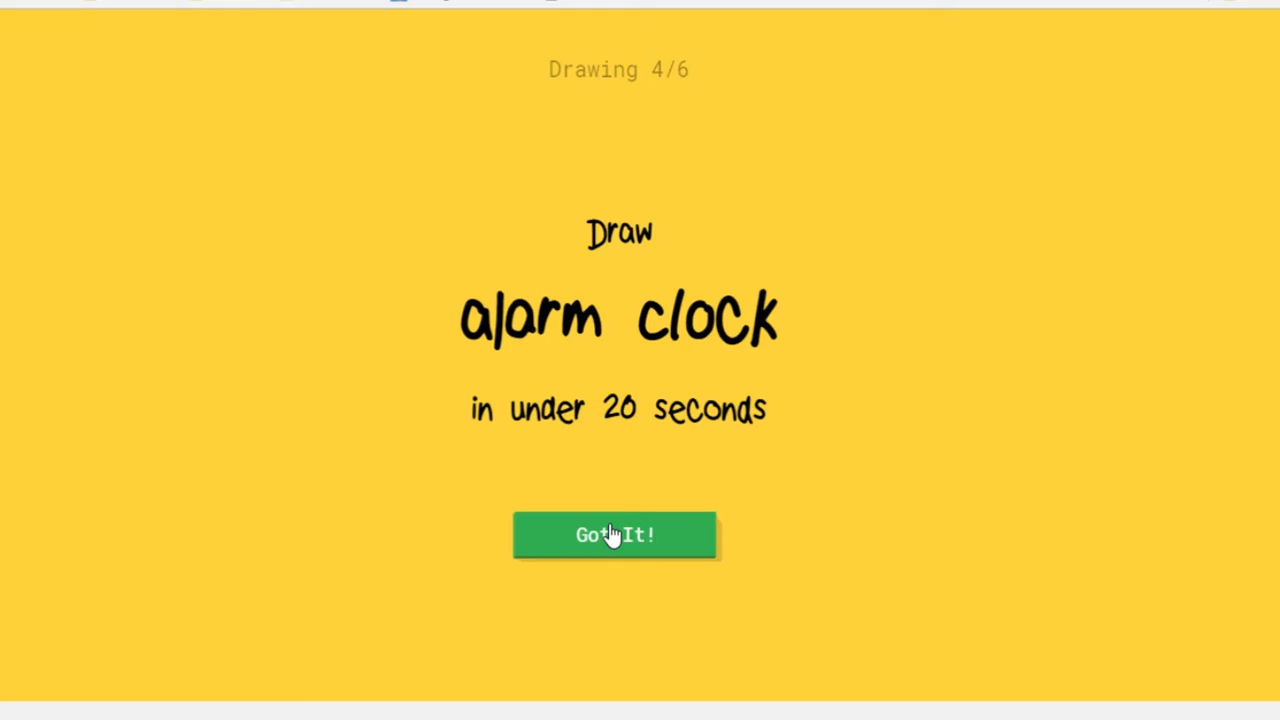 Drawing 4/6
Draw
alarm clock
in under 20 seconds
Got It!